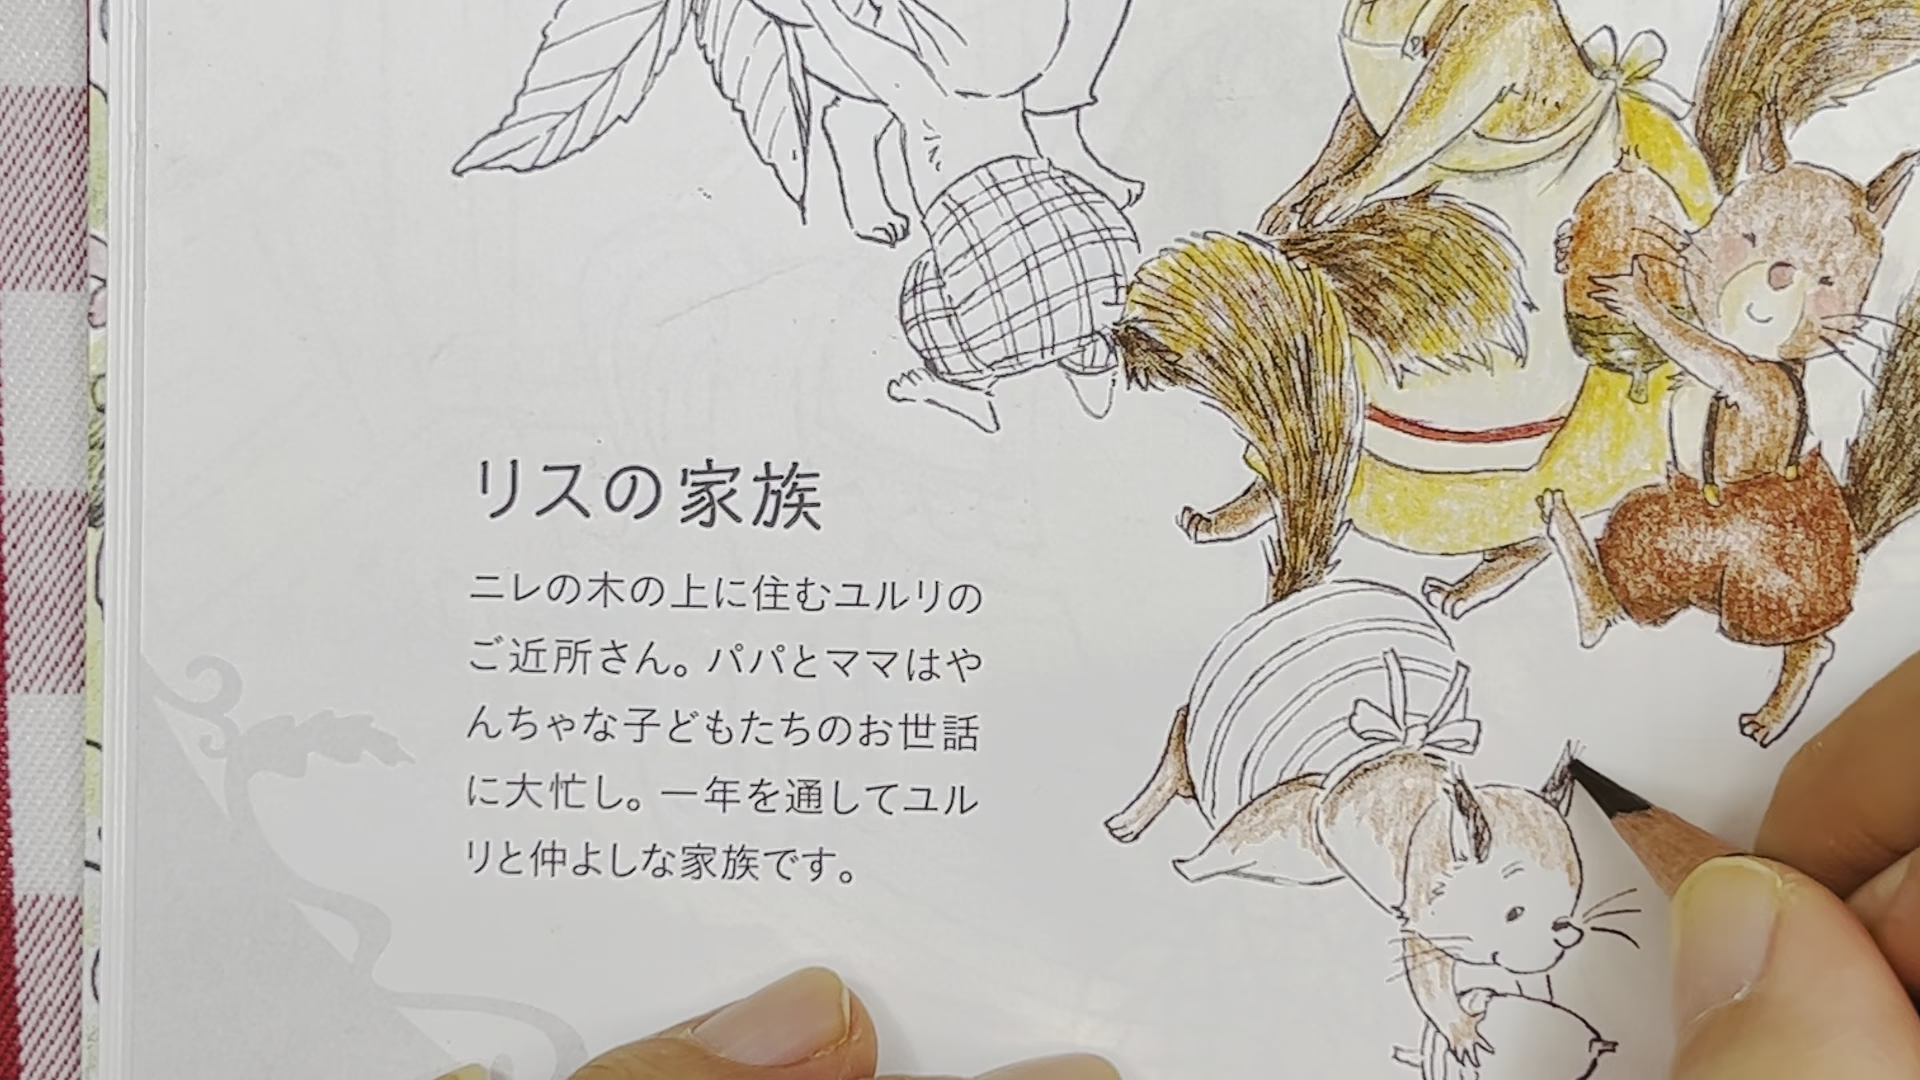 リスの家族
ニレの木の上に住むユルリの
ご近所さん。パパとママはや
んちゃな子どもたちのお世話
に大忙し。一年を通してユル
リと仲よしな家族です。